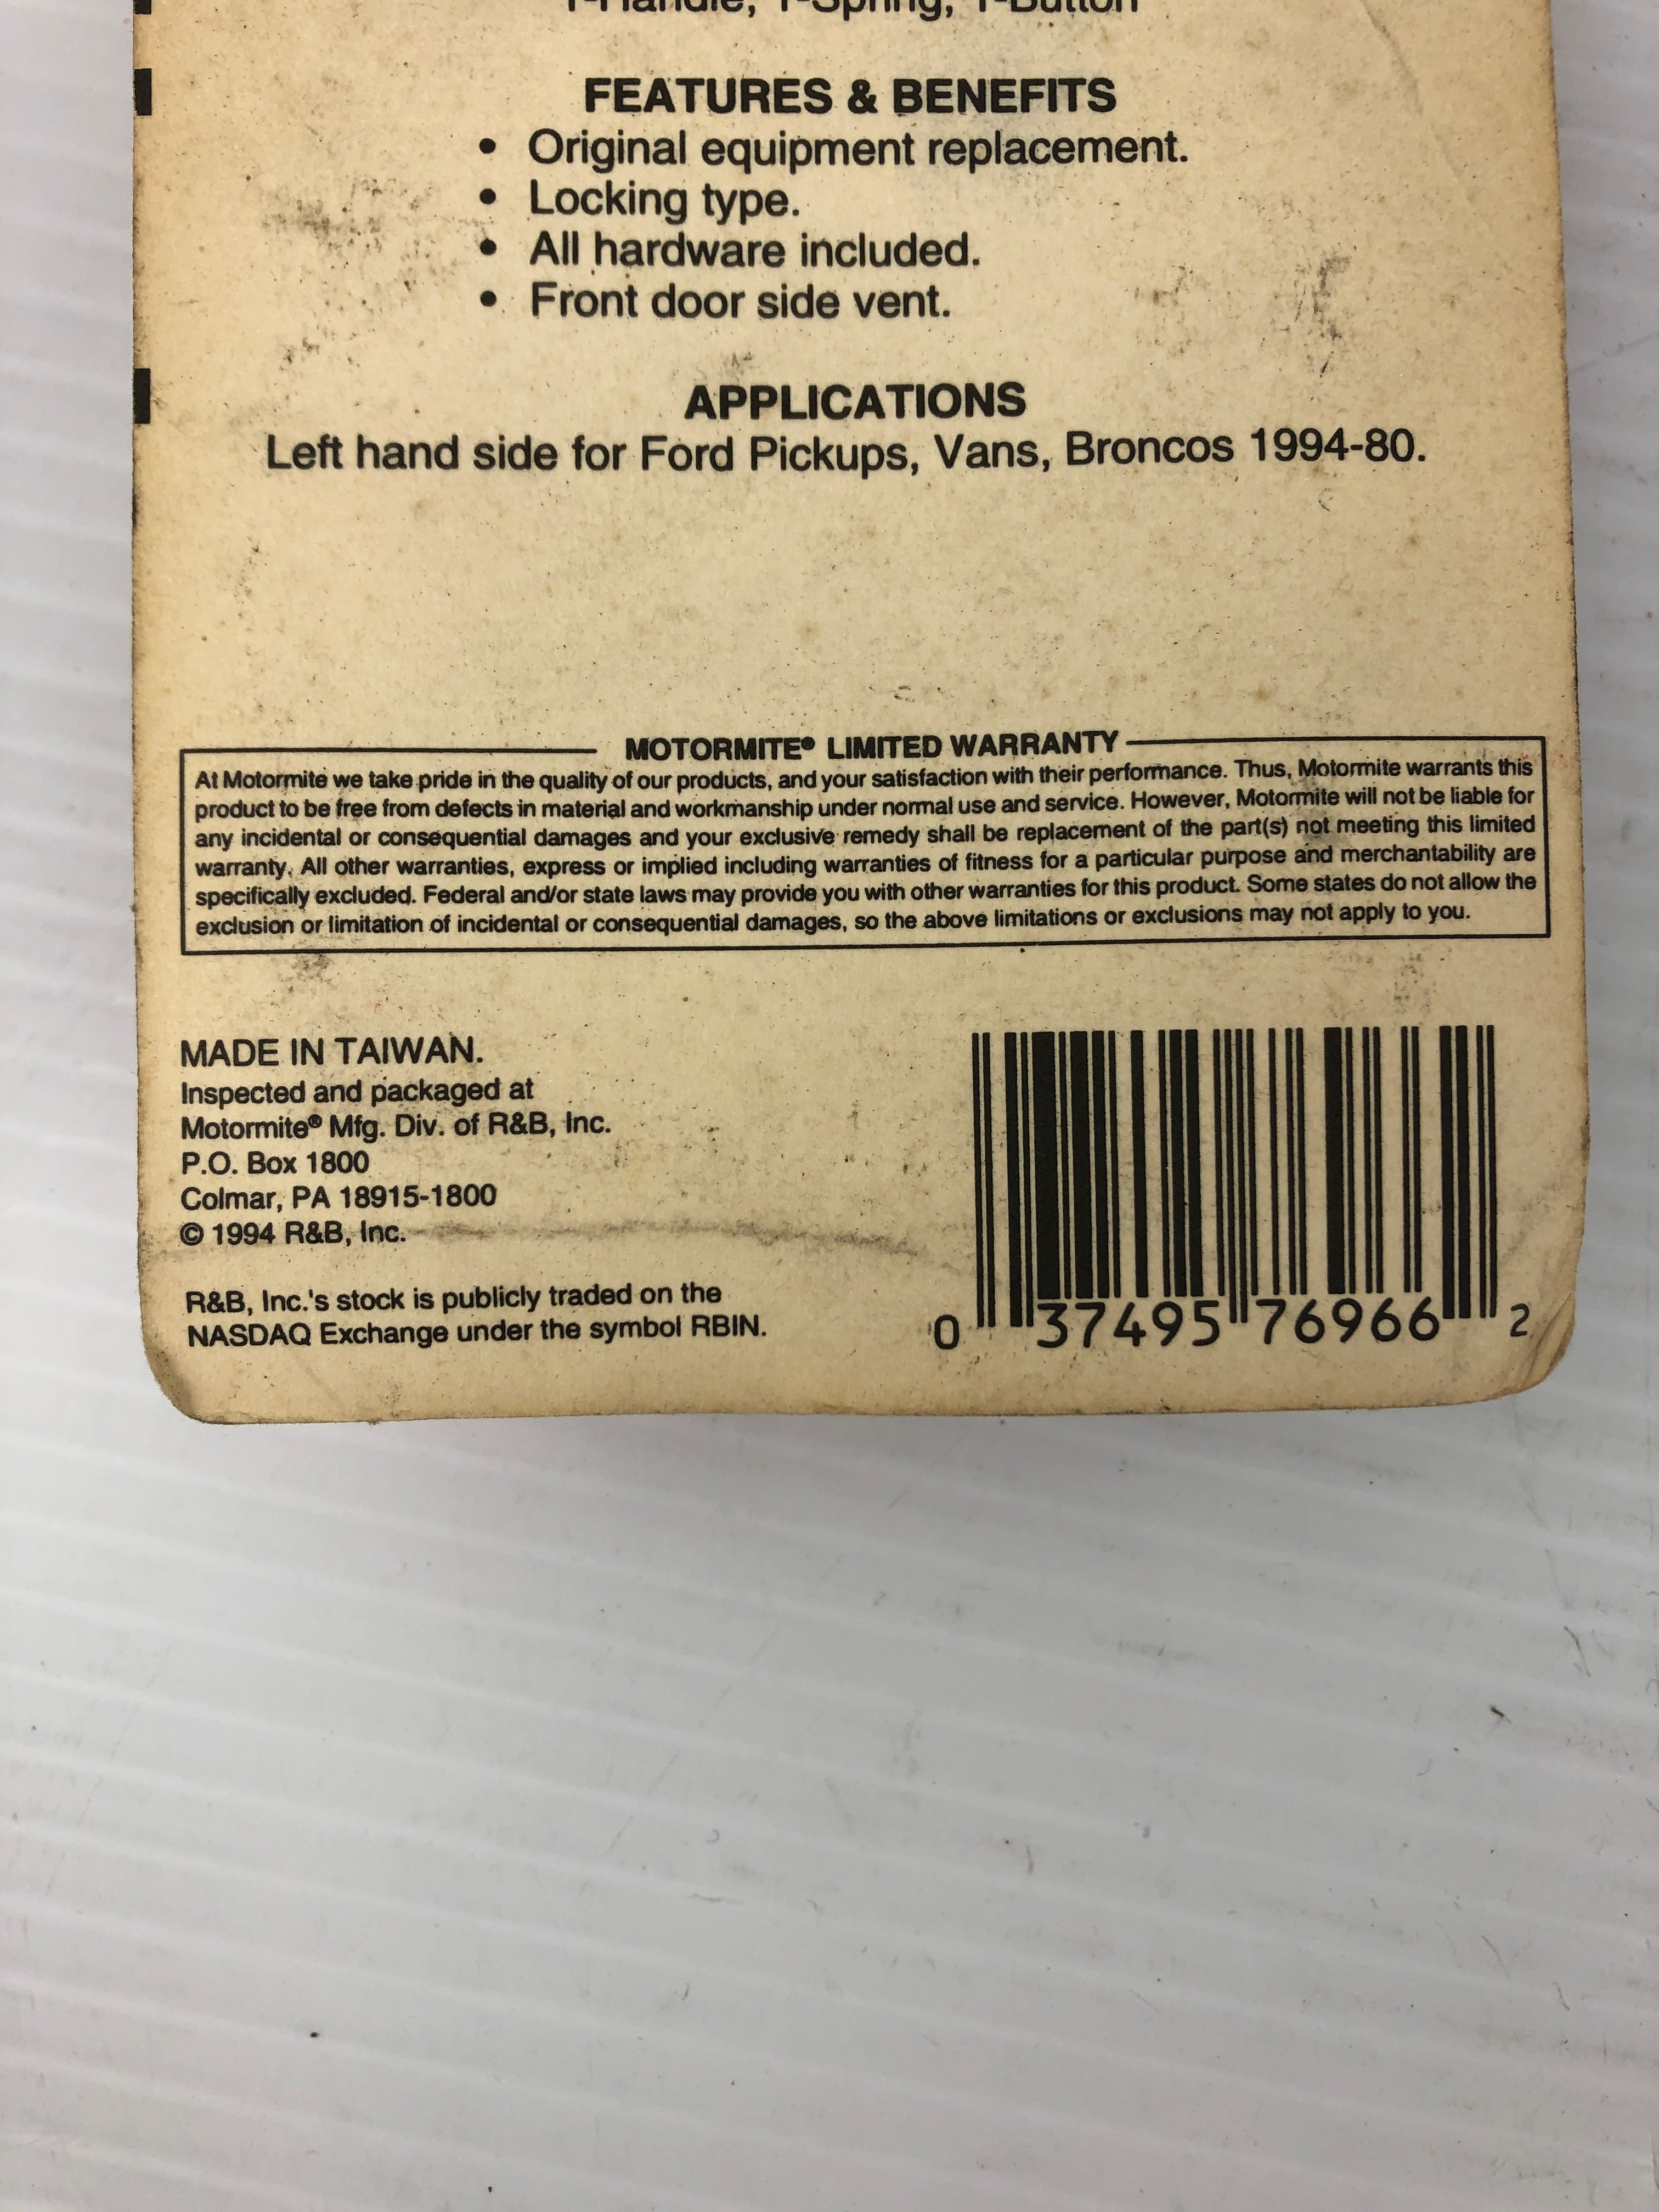 1-Handle, 1-Spring, 1-Button
FEATURES & BENEFITS
• Original equipment replacement.
• Locking type.
• All hardware included.
• Front door side vent.
APPLICATIONS
Left hand side for Ford Pickups, Vans, Broncos 1994-80.
MOTORMITE® LIMITED WARRANTY
At Motormite we take pride in the quality of our products, and your satisfaction with their performance. Thus, Motormite warrants this
product to be free from defects in material and workmanship under normal use and service. However, Motormite will not be liable for
any incidental or consequential damages and your exclusive remedy shall be replacement of the part(s) not meeting this limited
warranty. All other warranties, express or implied including warranties of fitness for a particular purpose and merchantability are
specifically excluded. Federal and/or state laws may provide you with other warranties for this product. Some states do not allow the
exclusion or limitation of incidental or consequential damages, so the above limitations or exclusions may not apply to you.
MADE IN TAIWAN.
Inspected and packaged at
Motormite® Mfg. Div. of R&B, Inc.
P.O. Box 1800
Colmar, PA 18915-1800
© 1994 R&B, Inc.
R&B, Inc.'s stock is publicly traded on the
NASDAQ Exchange under the symbol RBIN.
0 37495 76966 2